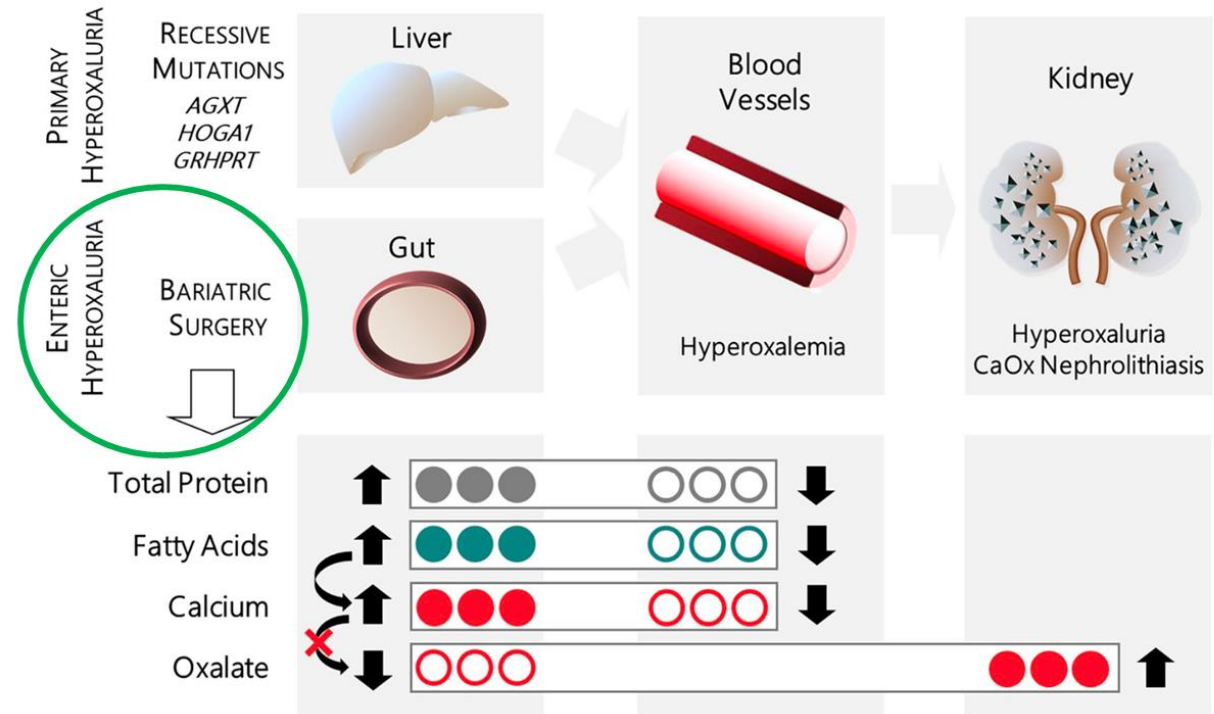 PRIMARY
HYPEROXALURIA
RECESSIVE
MUTATIONS
AGXT
HOGA1
GRHPRT
Liver
Blood
Vessels
Kidney
ENTERIC
HYPEROXALURIA
BARIATRIC
SURGERY
Gut
Hyperoxalemia
Hyperoxaluria
CaOx Nephrolithiasis
Total Protein
Fatty Acids
Calcium
Oxalate